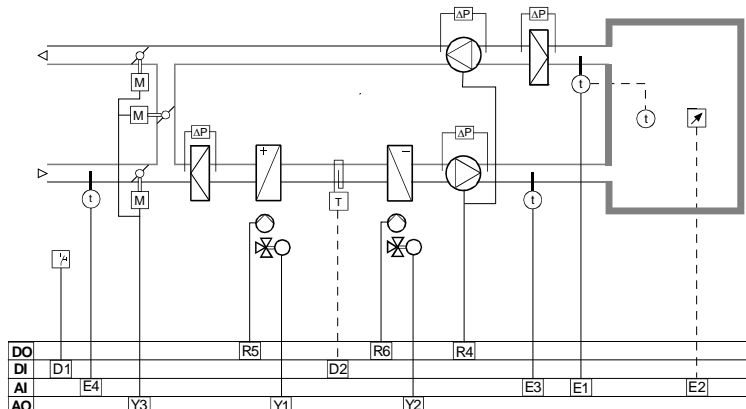 ΔP ΔP
M
t
M
t
ΔP ΔP
+ −
t M T t
DO R5 R6 R4
DI D1 D2
AI E4 E3 E1 E2
AO Y3 Y1 Y2